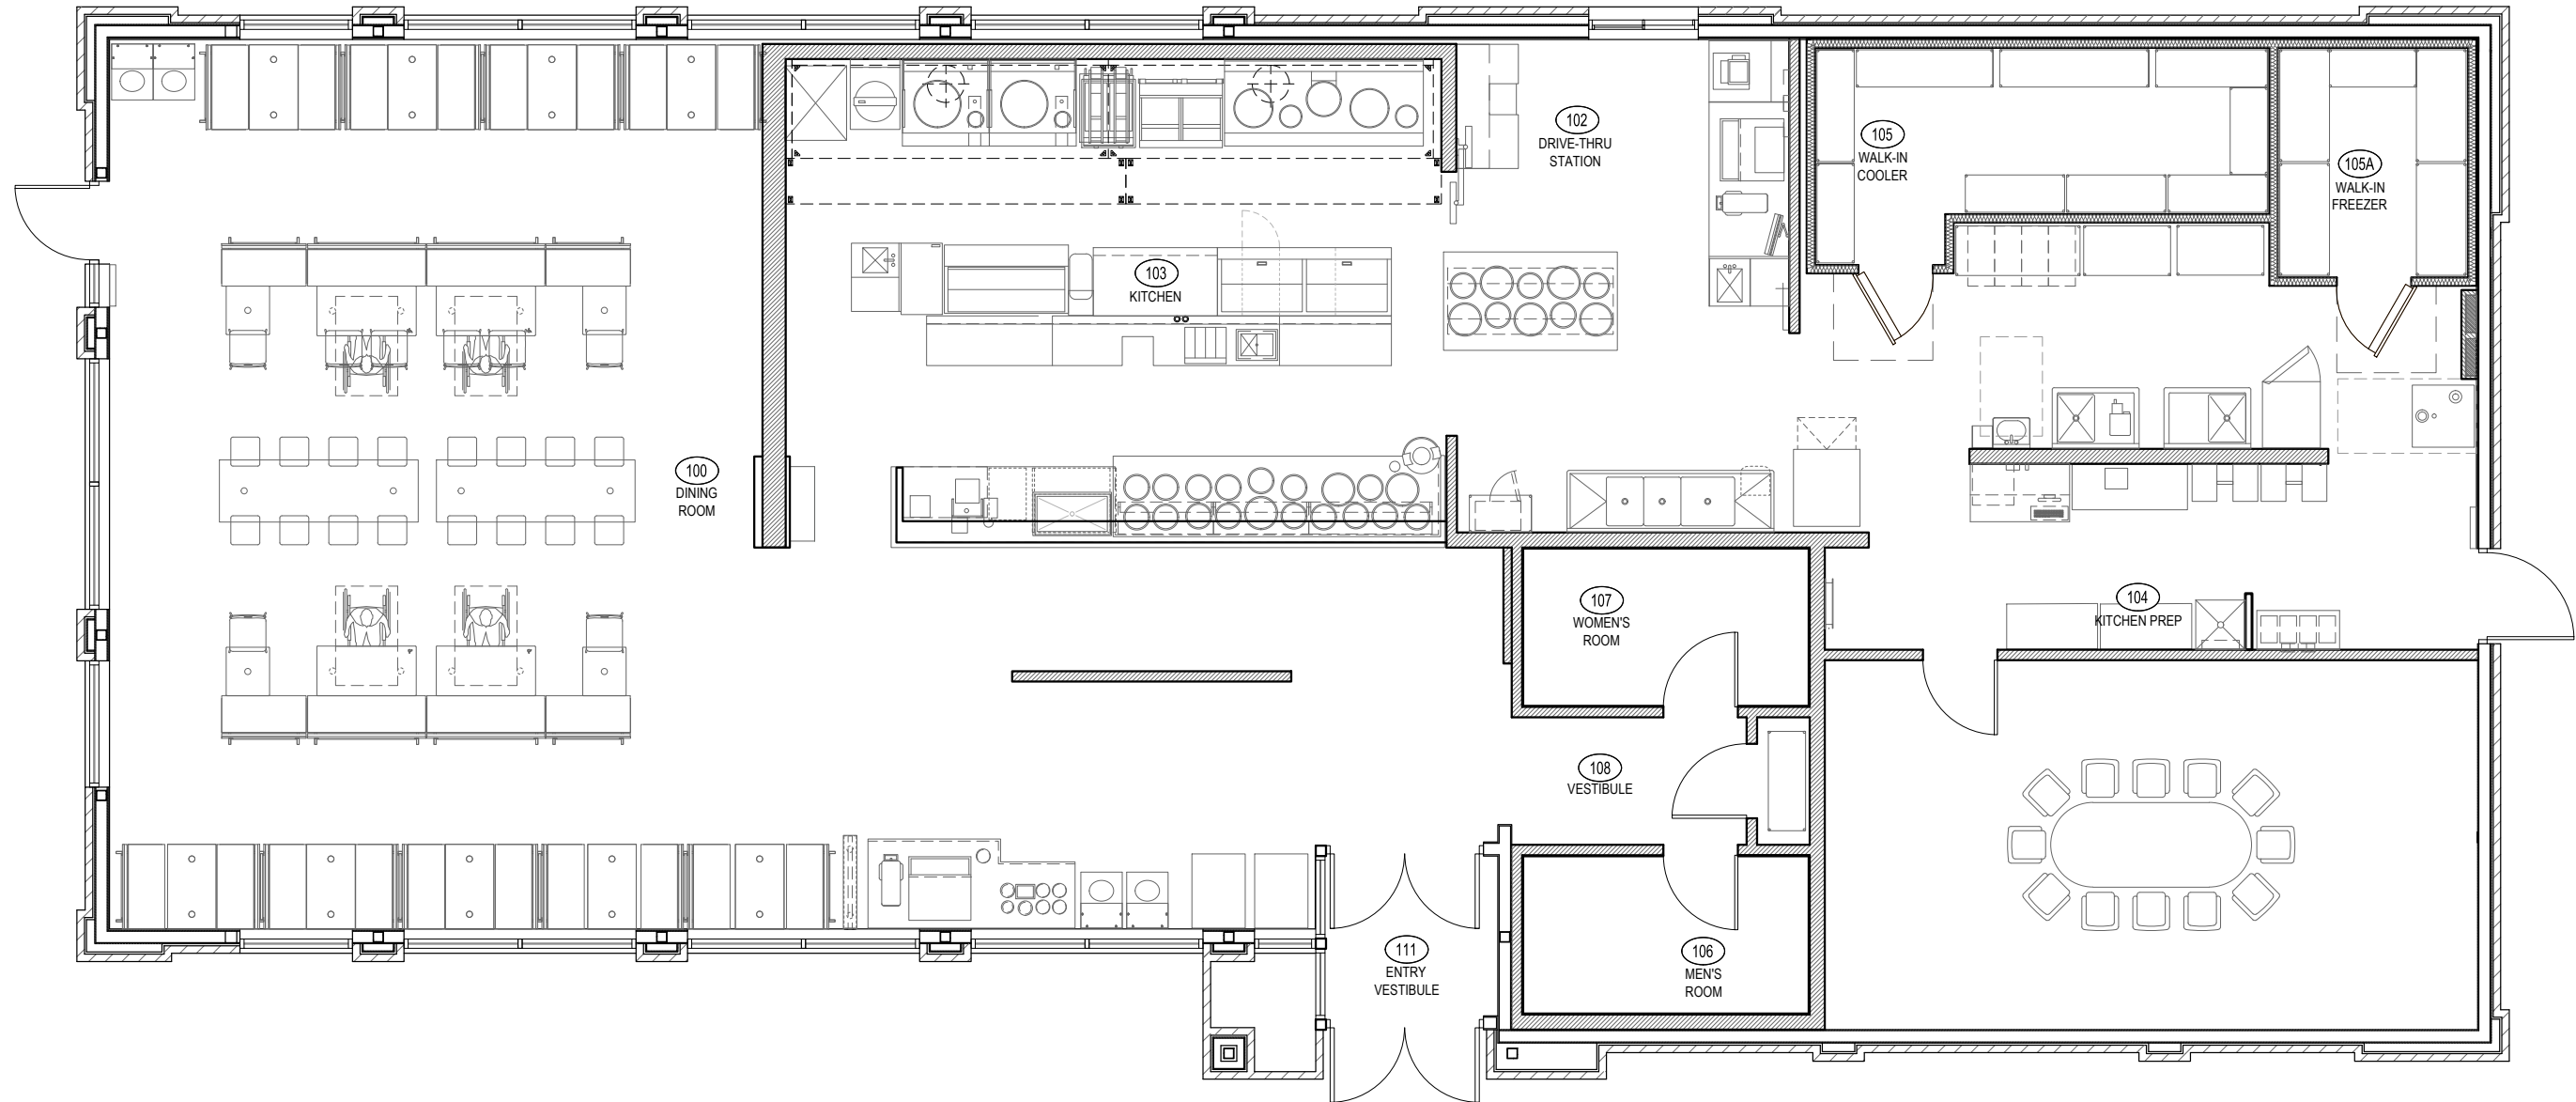 102
DRIVE-THRU
STATION
105
WALK-IN
COOLER
105A
WALK-IN
FREEZER
103
KITCHEN
100
DINING
ROOM
107
WOMEN'S
ROOM
104
KITCHEN PREP
108
VESTIBULE
111
ENTRY
VESTIBULE
106
MEN'S
ROOM